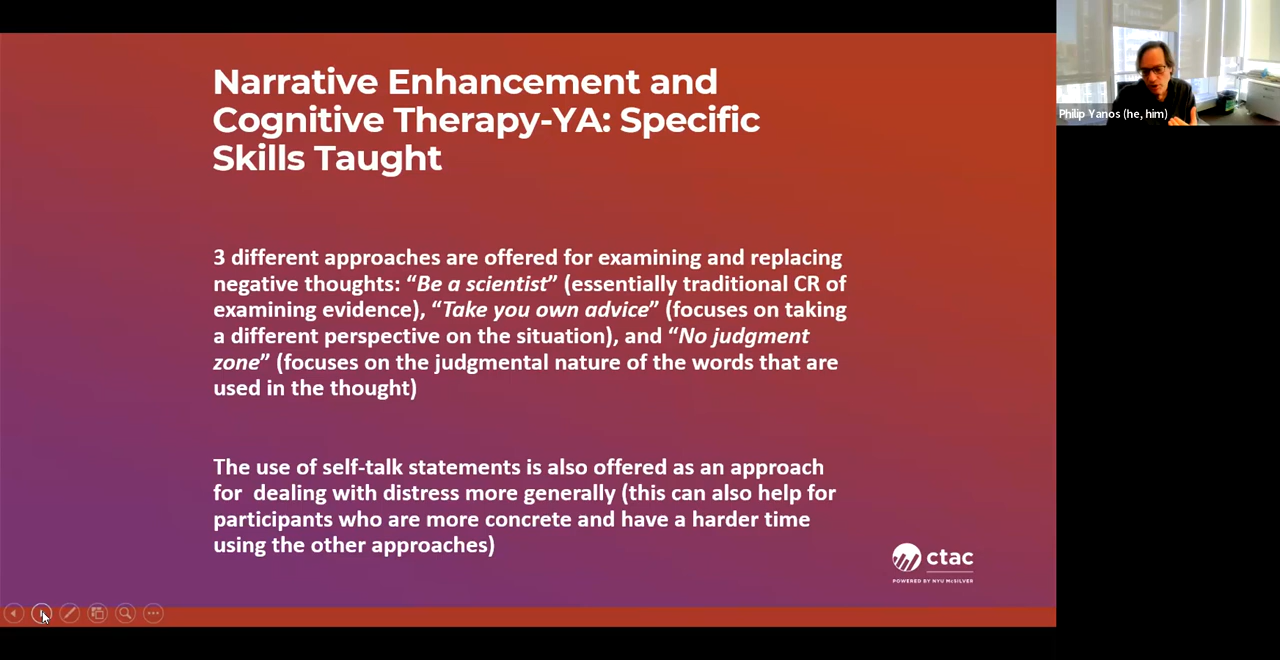 Narrative Enhancement and
Cognitive Therapy-YA: Specific
Skills Taught
3 different approaches are offered for examining and replacing
negative thoughts: “Be a scientist” (essentially traditional CR of
examining evidence), “Take you own advice” (focuses on taking
a different perspective on the situation), and “No judgment
zone” (focuses on the judgmental nature of the words that are
used in the thought)
The use of self-talk statements is also offered as an approach
for  dealing with distress more generally (this can also help for
participants who are more concrete and have a harder time
using the other approaches)
ctac
POWERED BY NYU McSILVER
Philip Yanos (he, him)